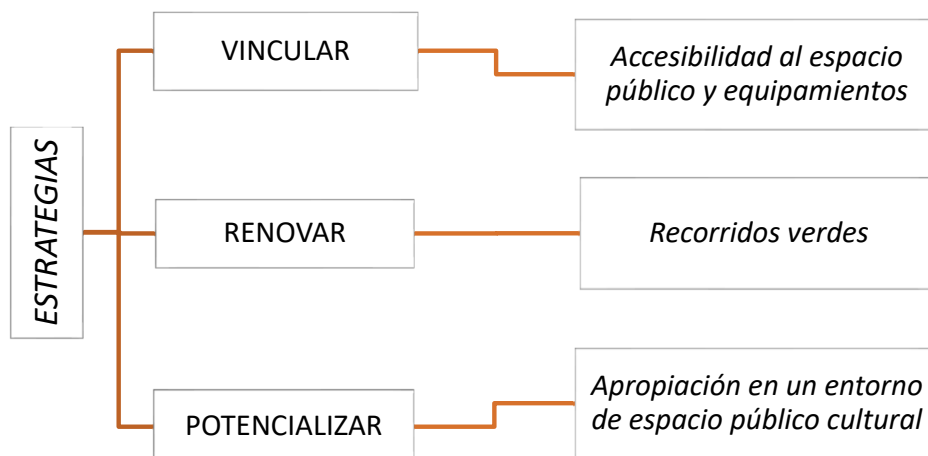 ESTRATEGIAS
VINCULAR
Accesibilidad al espacio
público y equipamientos
RENOVAR
Recorridos verdes
POTENCIALIZAR
Apropiación en un entorno
de espacio público cultural